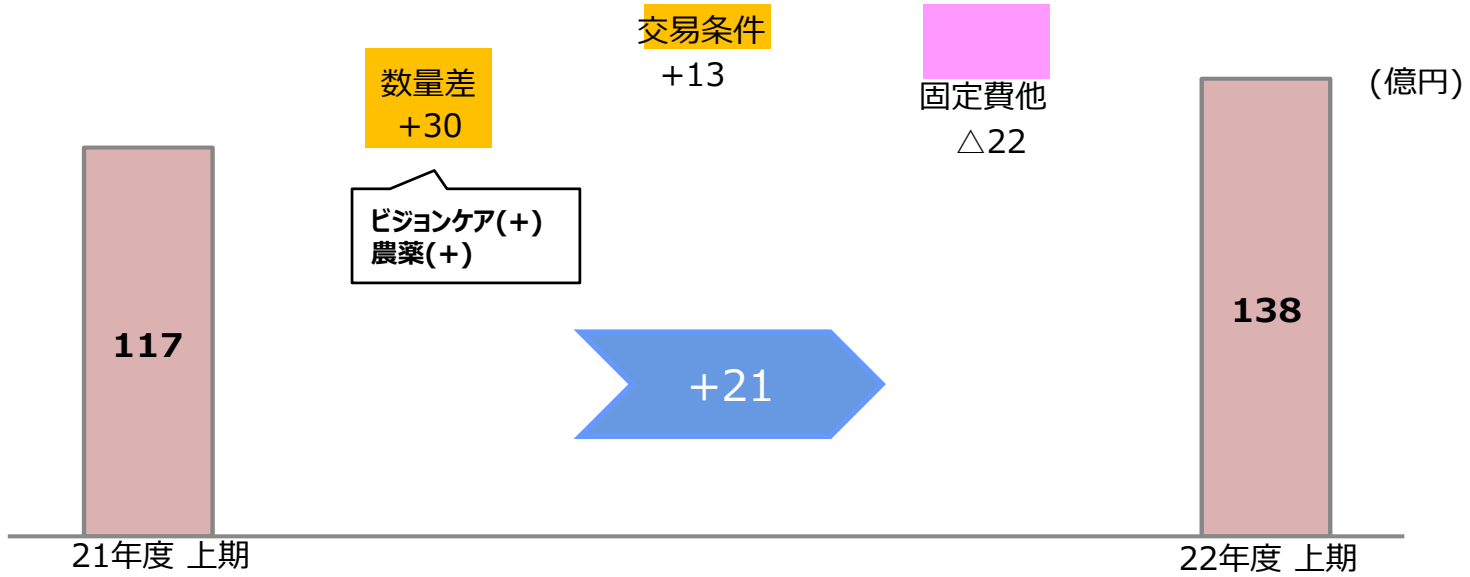 交易条件
+13
(億円)
数量差
+30
固定費他
△22
ビジョンケア(+)
農薬(+)
117
+21
138
21年度 上期
22年度 上期